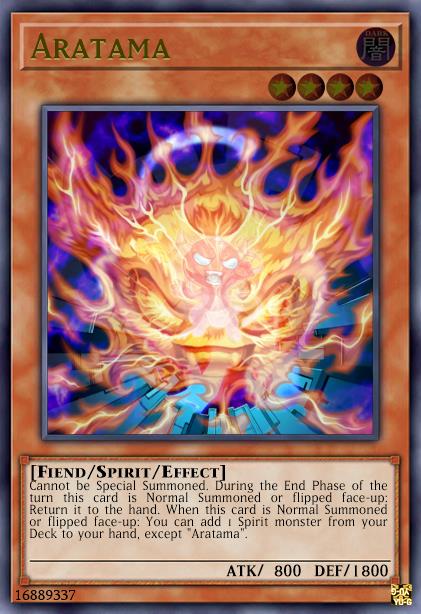 ARATAMA
DARK
闇
[FIEND/SPIRIT/EFFECT]
Cannot be Special Summoned. During the End Phase of the
turn this card is Normal Summoned or flipped face-up:
Return it to the hand. When this card is Normal Summoned
or flipped face-up: You can add 1 Spirit monster from your
Deck to your hand, except "Aratama".
ATK/ 800 DEF/1800
16889337